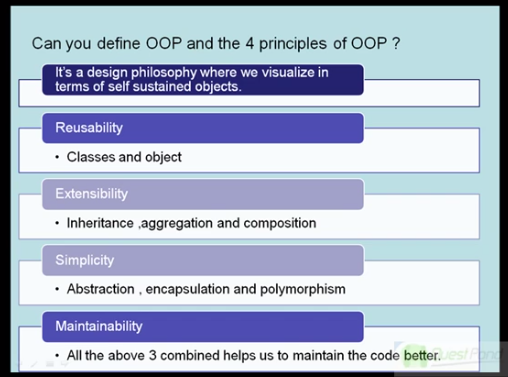 Can you define OOP and the 4 principles of OOP ?
It's a design philosophy where we visualize in
terms of self sustained objects.
Reusability
• Classes and object
Extensibility
• Inheritance ,aggregation and composition
Simplicity
• Abstraction , encapsulation and polymorphism
Maintainability
• All the above 3 combined helps us to maintain the code better.
QuestPond